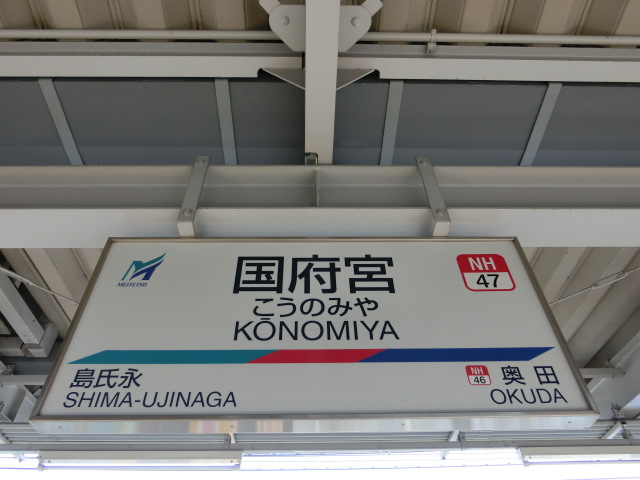 MEITETSU
国府宮
こうのみや
KŌNOMIYA
NH
47
島氏永
SHIMA-UJINAGA
NH
46
奥田
OKUDA